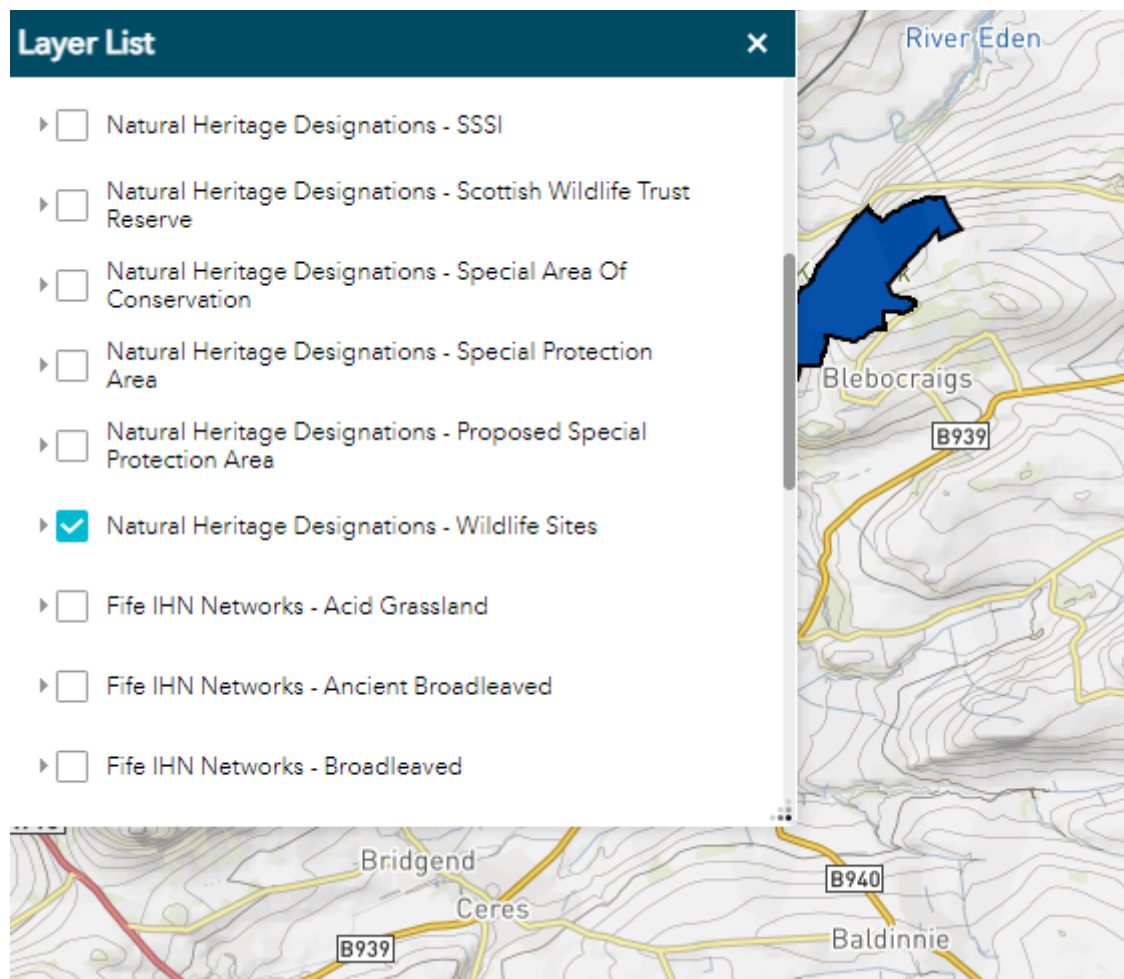 Layer List
River Eden
Natural Heritage Designations - SSSI
Natural Heritage Designations - Scottish Wildlife Trust
Reserve
Natural Heritage Designations - Special Area Of
Conservation
Natural Heritage Designations - Special Protection
Area
Blebocraigs
Natural Heritage Designations - Proposed Special
Protection Area
B939
Natural Heritage Designations - Wildlife Sites
Fife IHN Networks - Acid Grassland
Fife IHN Networks - Ancient Broadleaved
Fife IHN Networks - Broadleaved
Bridgend
B940
Ceres
Baldinnie
B939